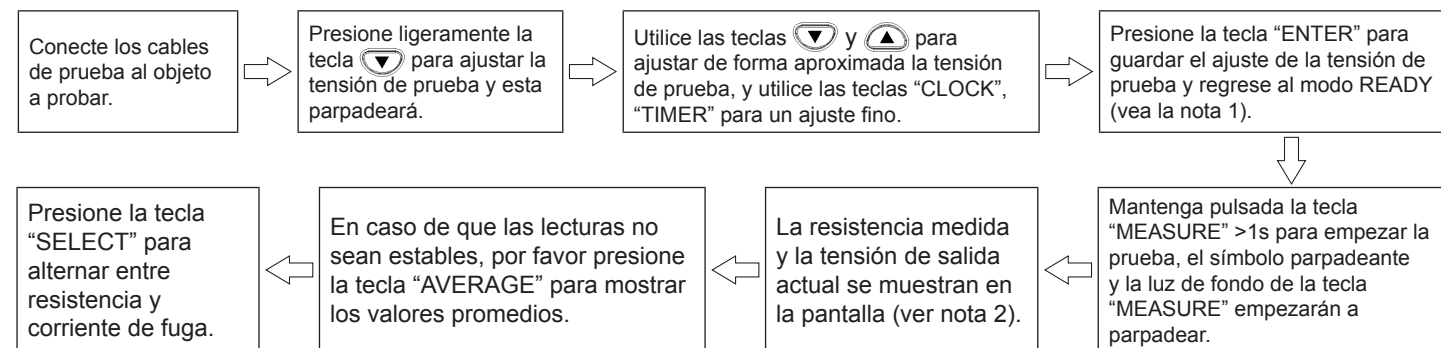 Conecte los cables
de prueba al objeto
a probar.
Presione ligeramente la
tecla ▼ para ajustar la
tensión de prueba y esta
parpadeará.
Utilice las teclas ▼ y ▲ para
ajustar de forma aproximada la tensión
de prueba, y utilice las teclas “CLOCK”,
“TIMER” para un ajuste fino.
Presione la tecla “ENTER” para
guardar el ajuste de la tensión de
prueba y regrese al modo READY
(vea la nota 1).
Mantenga pulsada la tecla
“MEASURE” >1s para empezar la
prueba, el símbolo parpadeante
y la luz de fondo de la tecla
“MEASURE” empezarán a
parpadear.
La resistencia medida
y la tensión de salida
actual se muestran en
la pantalla (ver nota 2).
En caso de que las lecturas no
sean estables, por favor presione
la tecla “AVERAGE” para mostrar
los valores promedios.
Presione la tecla
“SELECT” para
alternar entre
resistencia y
corriente de fuga.